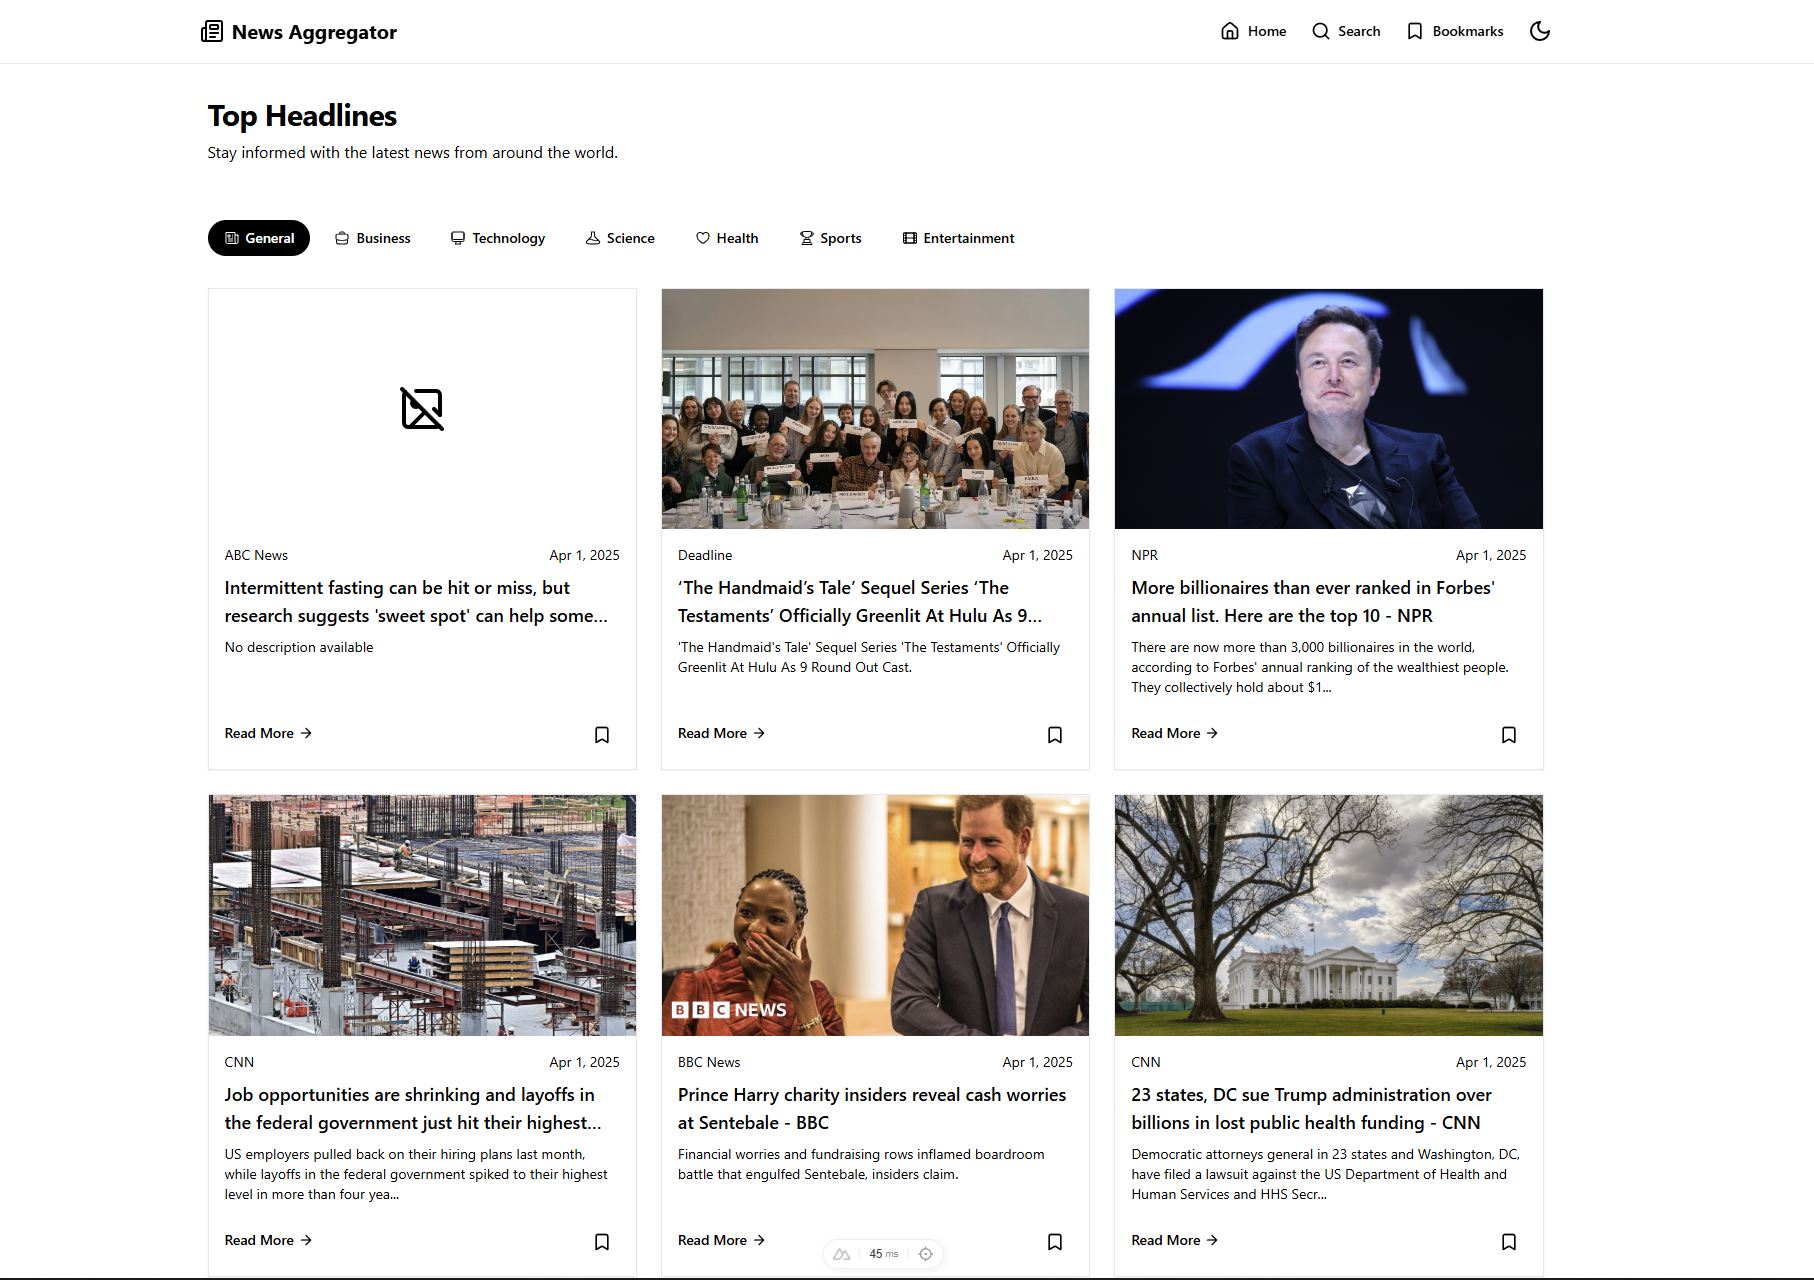 News Aggregator
Home
Search
Bookmarks
Top Headlines
Stay informed with the latest news from around the world.
General
Business
Technology
Science
Health
Sports
Entertainment
ABC News
Apr 1, 2025
Intermittent fasting can be hit or miss, but
research suggests 'sweet spot' can help some...
No description available
Read More →
Deadline
Apr 1, 2025
‘The Handmaid’s Tale’ Sequel Series ‘The
Testaments’ Officially Greenlit At Hulu As 9...
'The Handmaid's Tale' Sequel Series 'The Testaments' Officially
Greenlit At Hulu As 9 Round Out Cast.
Read More →
NPR
Apr 1, 2025
More billionaires than ever ranked in Forbes'
annual list. Here are the top 10 - NPR
There are now more than 3,000 billionaires in the world,
according to Forbes' annual ranking of the wealthiest people.
They collectively hold about $1...
Read More →
CNN
Apr 1, 2025
Job opportunities are shrinking and layoffs in
the federal government just hit their highest...
US employers pulled back on their hiring plans last month,
while layoffs in the federal government spiked to their highest
level in more than four yea...
Read More →
BBC NEWS
BBC News
Apr 1, 2025
Prince Harry charity insiders reveal cash worries
at Sentebale - BBC
Financial worries and fundraising rows inflamed boardroom
battle that engulfed Sentebale, insiders claim.
Read More →
CNN
Apr 1, 2025
23 states, DC sue Trump administration over
billions in lost public health funding - CNN
Democratic attorneys general in 23 states and Washington, DC,
have filed a lawsuit against the US Department of Health and
Human Services and HHS Secr...
Read More →
45 ms